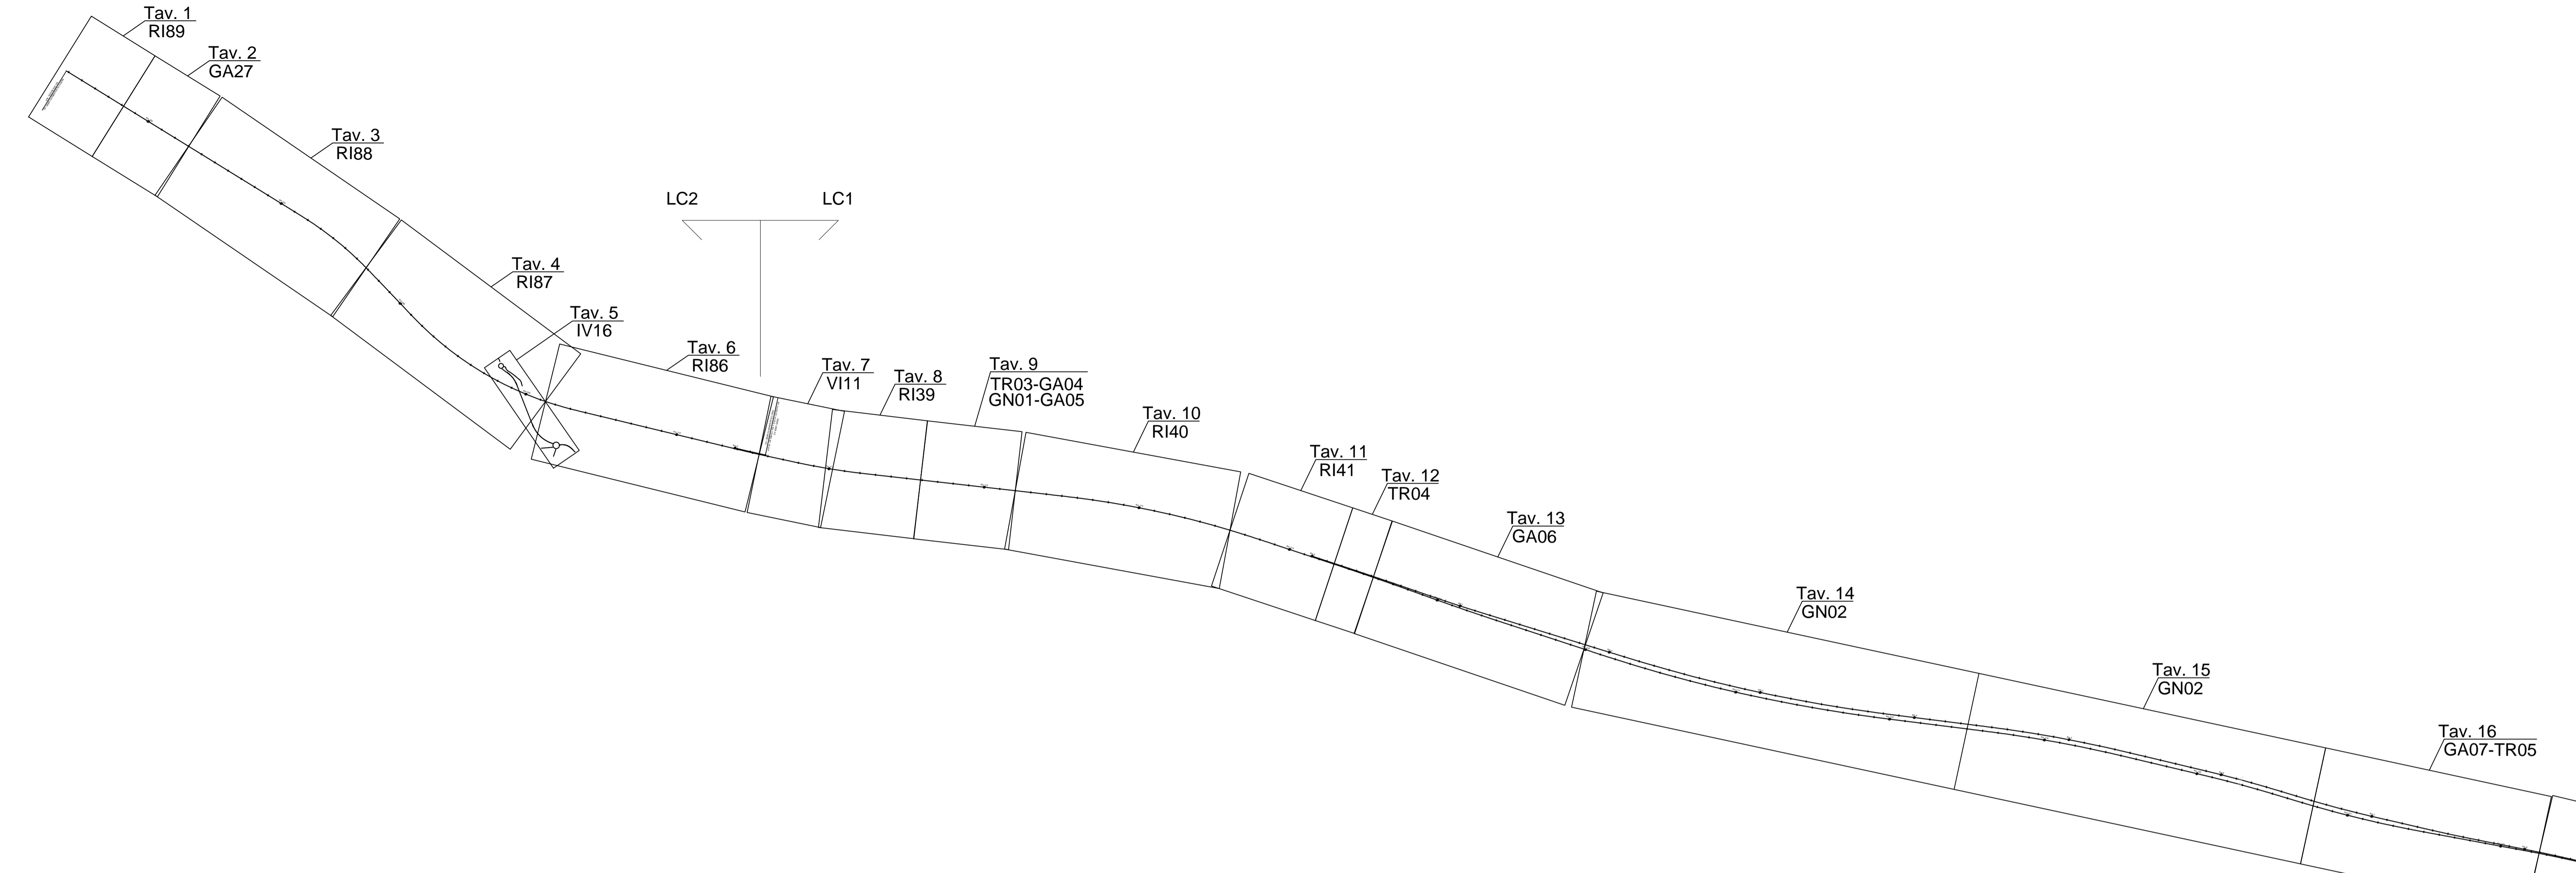 Tav. 1
RI89
Tav. 2
GA27
Tav. 3
RI88
Tav. 4
RI87
Tav. 5
IV16
LC2
LC1
Tav. 6
RI86
Tav. 7
VI11
Tav. 8
RI39
Tav. 9
TR03-GA04
GN01-GA05
Tav. 10
RI40
Tav. 11
RI41
Tav. 12
TR04
Tav. 13
GA06
Tav. 14
GN02
Tav. 15
GN02
Tav. 16
GA07-TR05